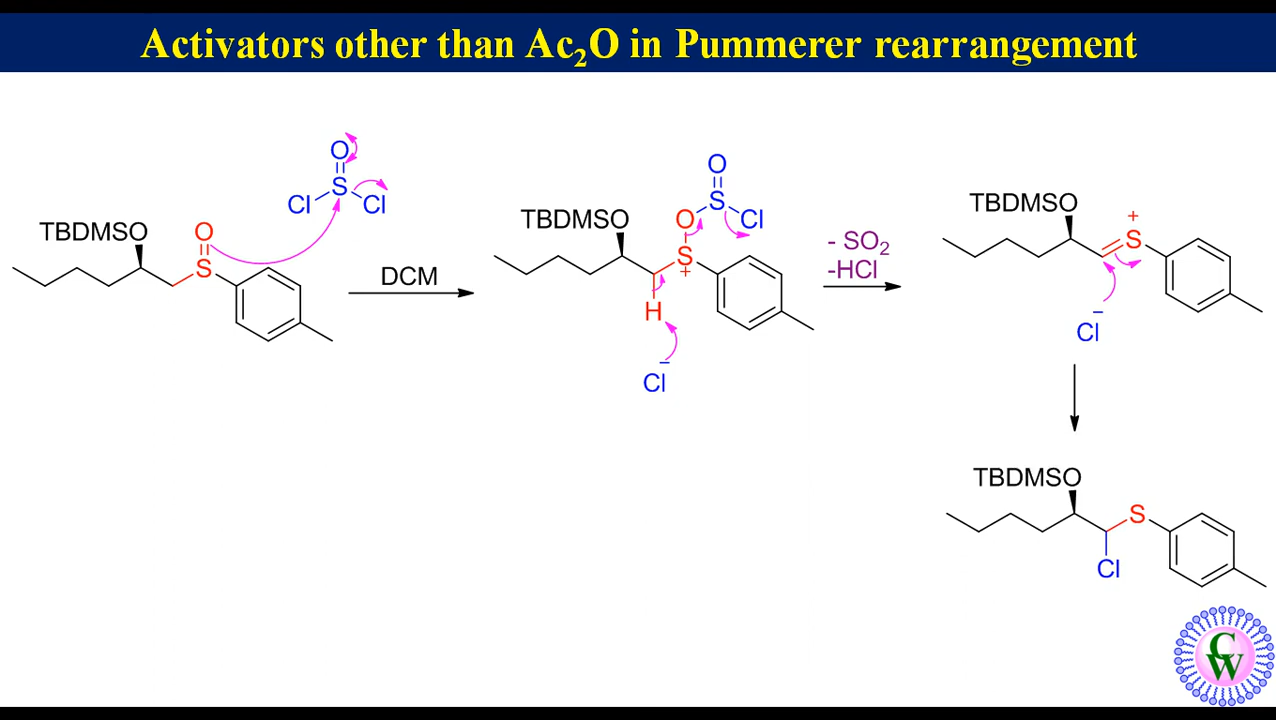 Activators other than Ac₂O in Pummerer rearrangement
O
S
Cl
Cl
TBDMSO
O
S
DCM
O
S
Cl
O
TBDMSO
S
+
H
−
Cl
- SO₂
-HCl
TBDMSO
+
S
−
Cl
TBDMSO
S
Cl
C
W